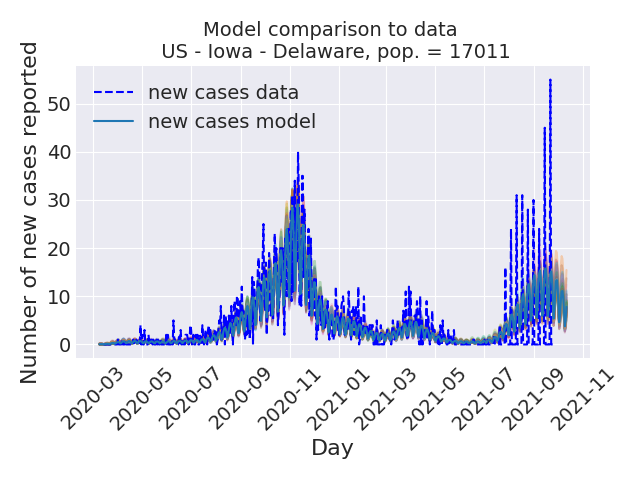 Model comparison to data
US - Iowa - Delaware, pop. = 17011
new cases data
new cases model
Number of new cases reported
50
40
30
20
10
0
2020-03
2020-05
2020-07
2020-09
2020-11
2021-01
2021-03
2021-05
2021-07
2021-09
2021-11
Day